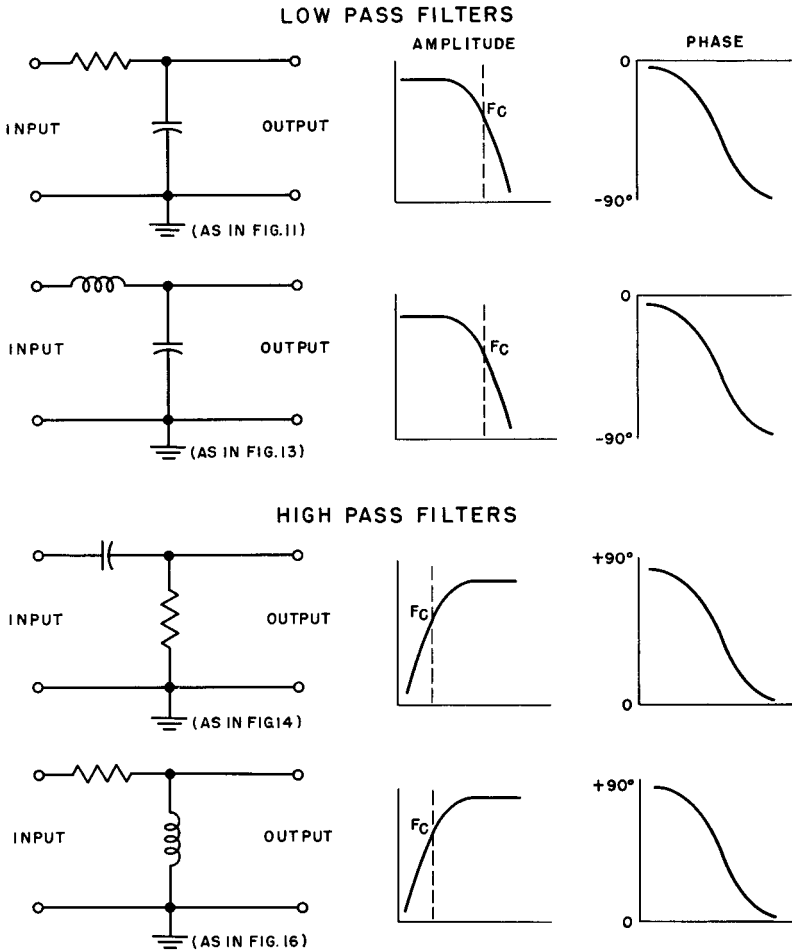 LOW PASS FILTERS
AMPLITUDE
PHASE
INPUT
OUTPUT
(AS IN FIG.11)
FC
0
-90°
INPUT
OUTPUT
(AS IN FIG.13)
FC
0
-90°
HIGH PASS FILTERS
INPUT
OUTPUT
(AS IN FIG.14)
FC
+90°
0
INPUT
OUTPUT
(AS IN FIG.16)
FC
+90°
0